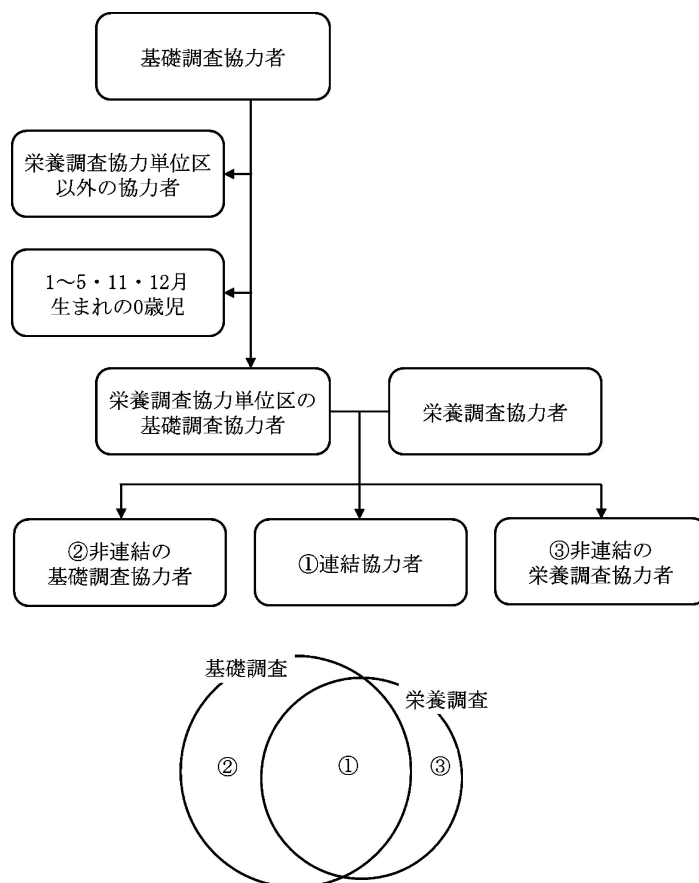 基礎調査協力者
栄養調査協力単位区
以外の協力者
1～5・11・12月
生まれの0歳児
栄養調査協力単位区の
基礎調査協力者
栄養調査協力者
②非連結の
基礎調査協力者
①連結協力者
③非連結の
栄養調査協力者
基礎調査
栄養調査
②
①
③